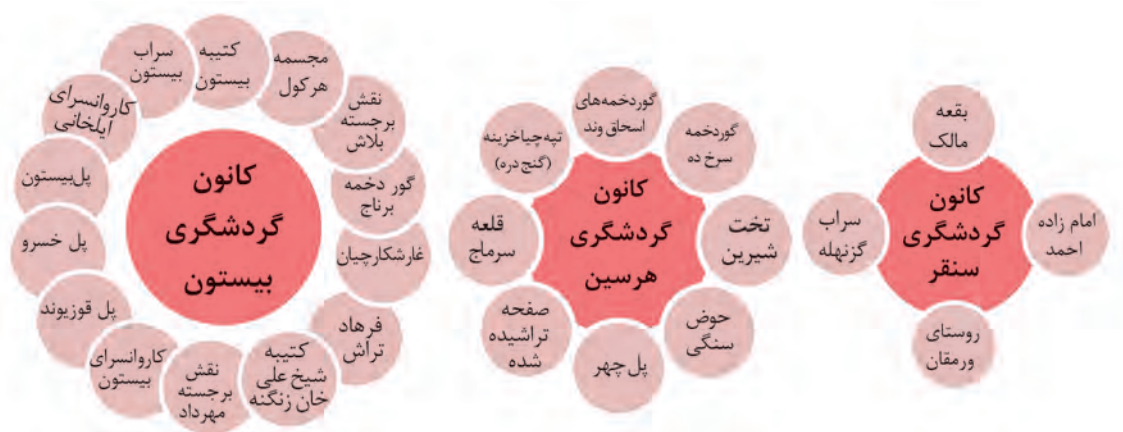 کانون
گردشگری
سنقر
بقعه
مالک
امام زاده
احمد
روستای
ورمقان
سراب
گزنهله
کانون
گردشگری
هرسین
گوردخمه‌های
اسحاق وند
گوردخمه
سرخ ده
تخت
شیرین
حوض
سنگی
پل چهر
صفحه
تراشیده
شده
قلعه
سرماج
تپه چیاخزینه
(گنج دره)
کانون
گردشگری
بیستون
کتیبه
بیستون
مجسمه
هرکول
نقش
برجسته
بلاش
گور دخمه
برناج
غارشکارچیان
فرهاد
تراش
کتیبه
شیخ علی
خان زنگنه
نقش
برجسته
مهرداد
کاروانسرای
بیستون
پل قوزیوند
پل خسرو
پل‌بیستون
کاروانسرای
ایلخانی
سراب
بیستون